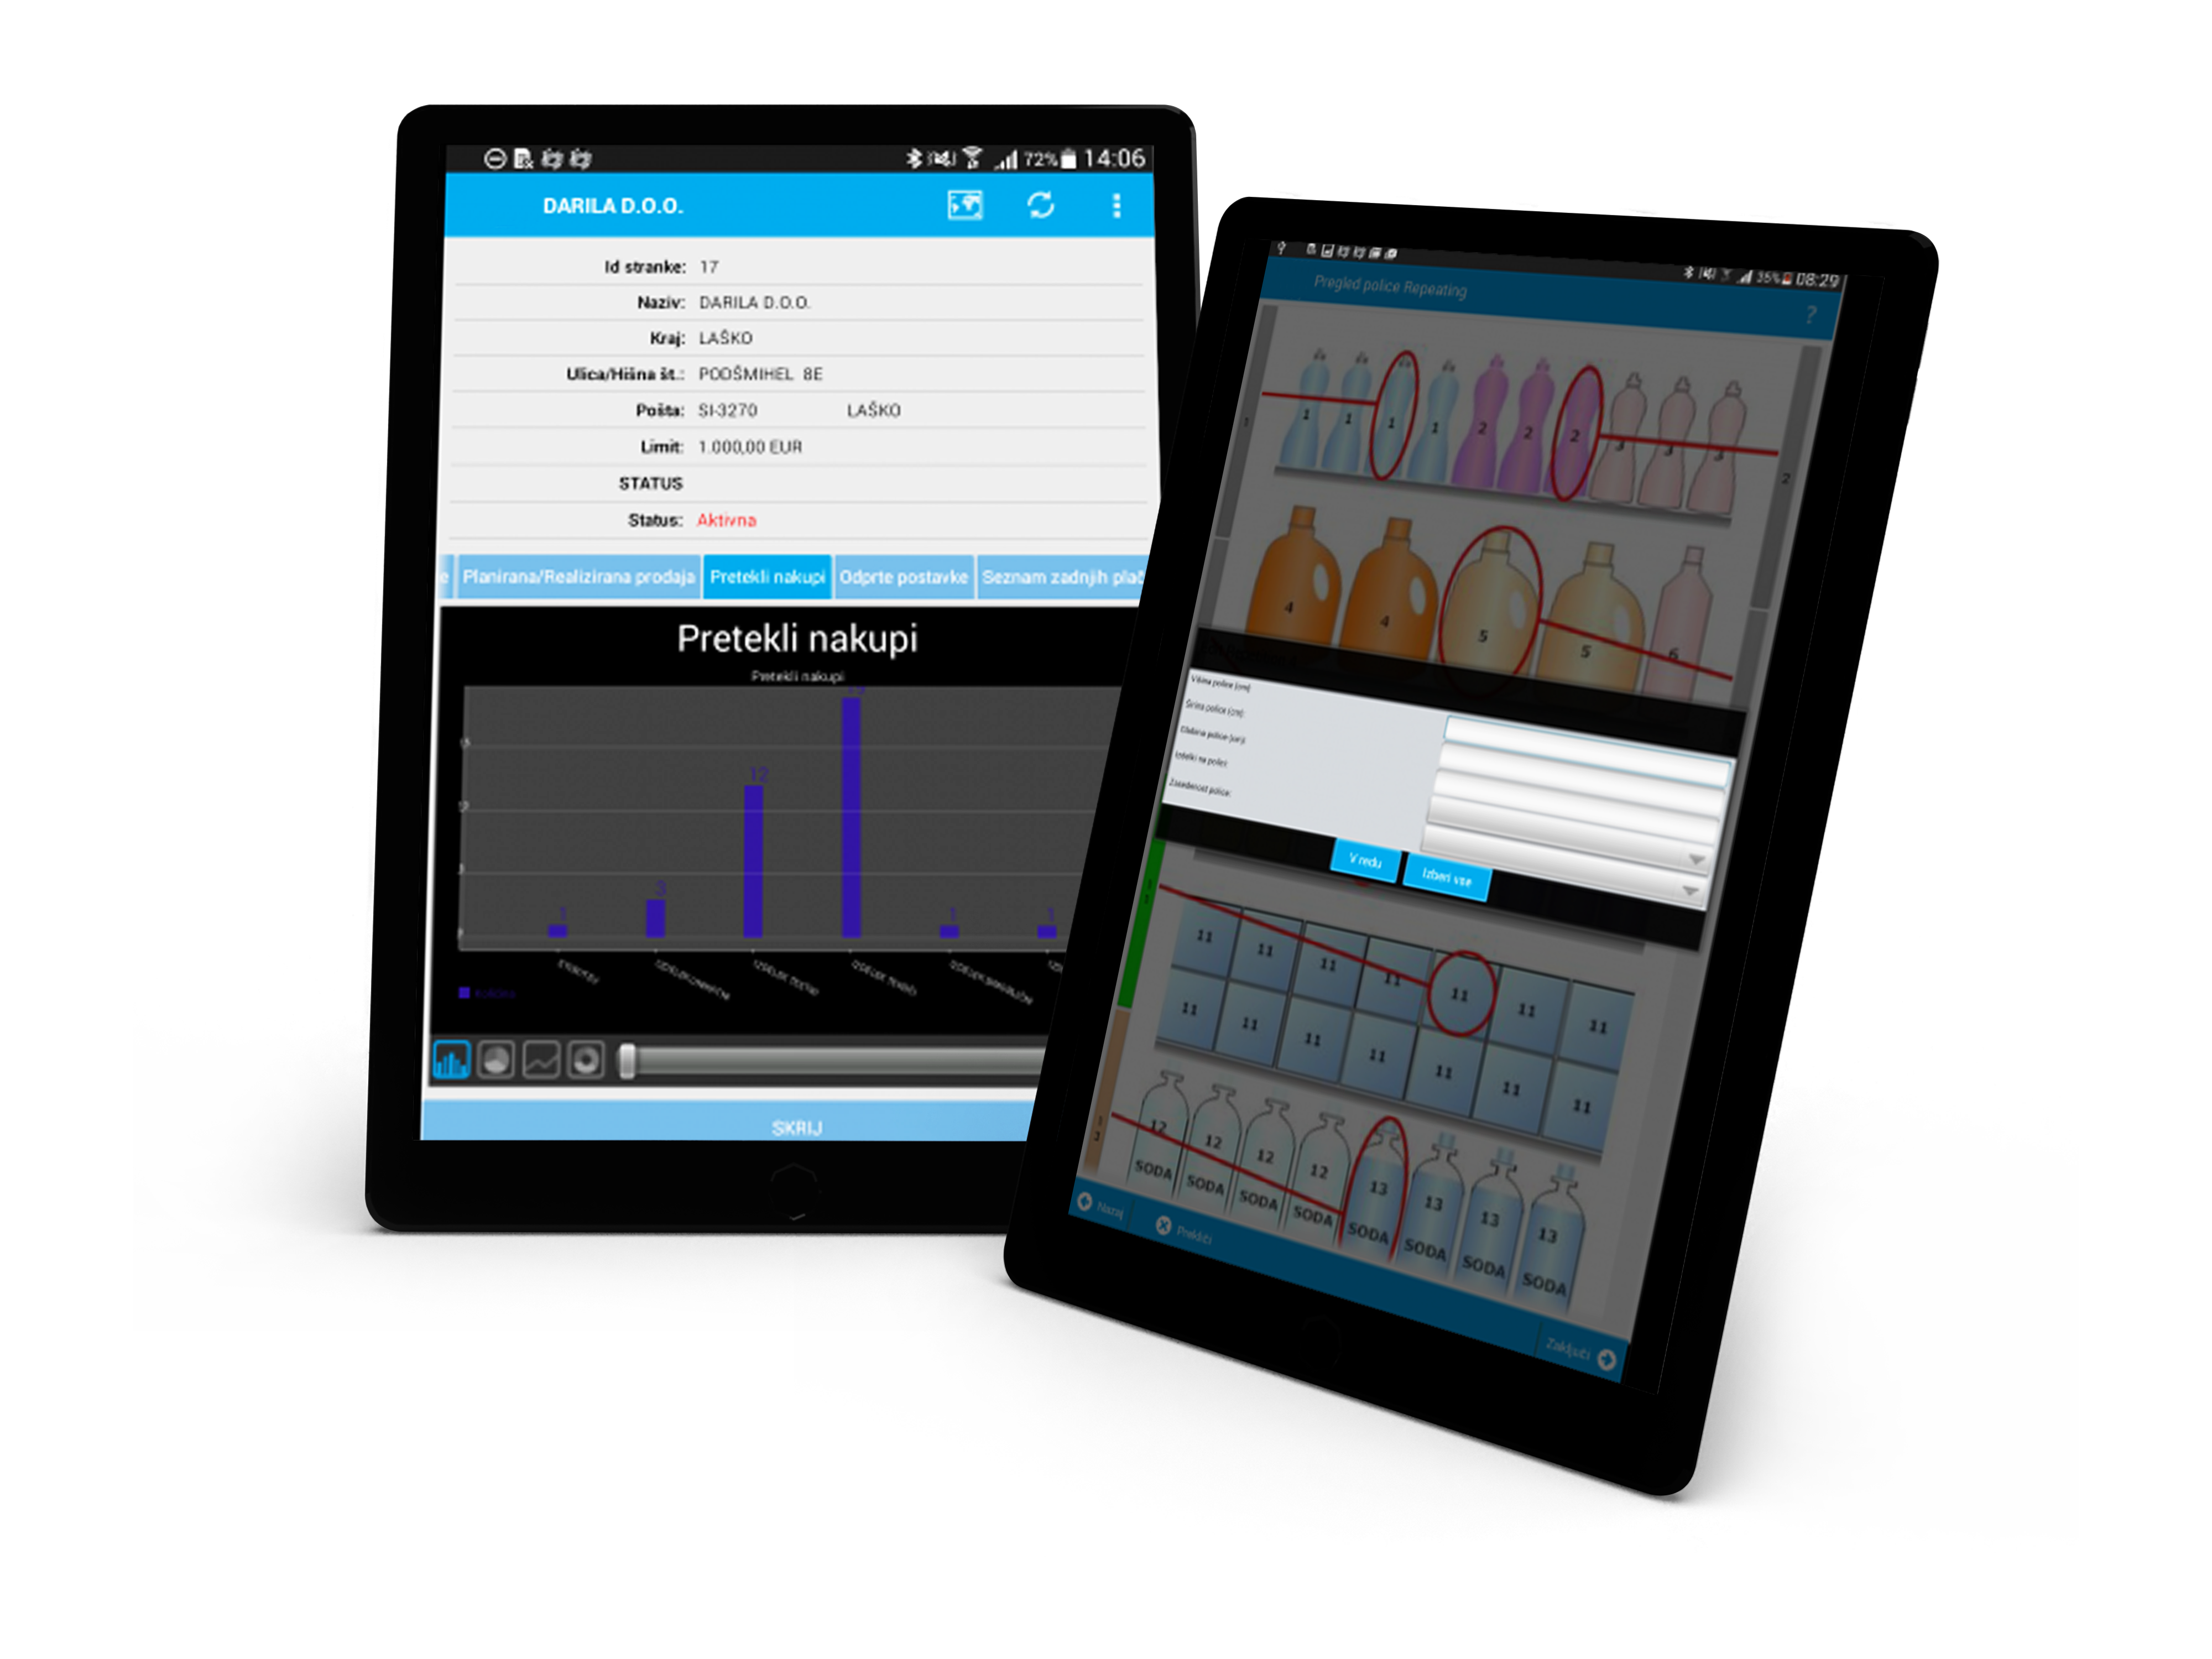 72% 14:06
DARILA D.O.O.
Id stranke: 17
Naziv: DARILA D.O.O.
Kraj: LAŠKO
Ulica/Hišna št.: PODŠMIHEL 8E
Pošta: SI-3270 LAŠKO
Limit: 1.000,00 EUR
STATUS
Status: Aktivna
e Planirana/Realizirana prodaja Pretekli nakupi Odprte postavke Seznam zadnjih plač
Pretekli nakupi
Pretekli nakupi
12
3
1 1 1
SKRIJ
35% 08:29
Pregled police Repeating ?
1 1 1 1 2 2 2 3 3 3
1 2
4 4 5 5 6
Višina police (cm):
Širina police (cm):
Globina police (cm):
Izdelki na polici:
Zasedenost police:
V redu Izberi vse
11 11 11 11 11 11 11
11 11 11 11 11 11 11
12 12 12 12 13 13 13 13
SODA SODA SODA SODA SODA SODA SODA SODA
Nazaj Prekliči Zaključi